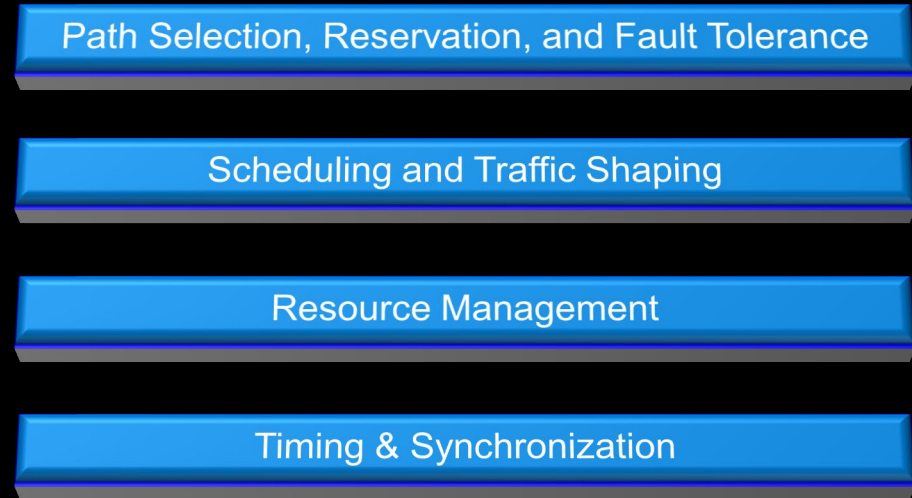 Path Selection, Reservation, and Fault Tolerance
Scheduling and Traffic Shaping
Resource Management
Timing & Synchronization